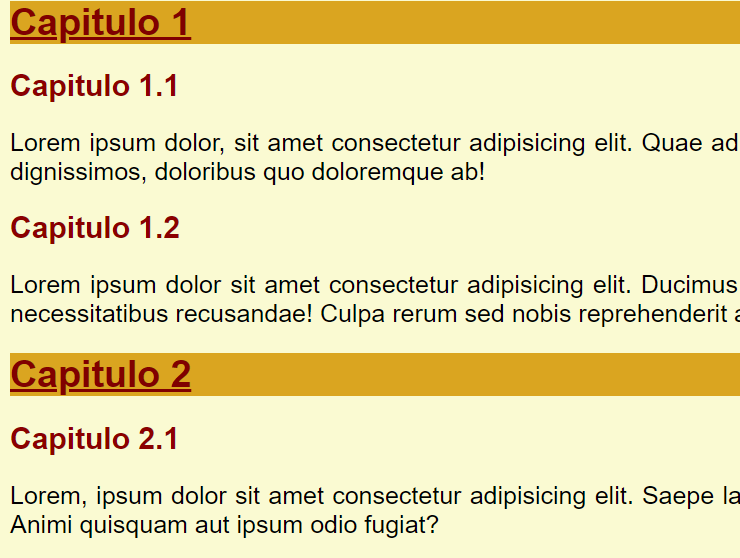 Capitulo 1
Capitulo 1.1
Lorem ipsum dolor, sit amet consectetur adipisicing elit. Quae ad
dignissimos, doloribus quo doloremque ab!
Capitulo 1.2
Lorem ipsum dolor sit amet consectetur adipisicing elit. Ducimus
necessitatibus recusandae! Culpa rerum sed nobis reprehenderit a
Capitulo 2
Capitulo 2.1
Lorem, ipsum dolor sit amet consectetur adipisicing elit. Saepe la
Animi quisquam aut ipsum odio fugiat?